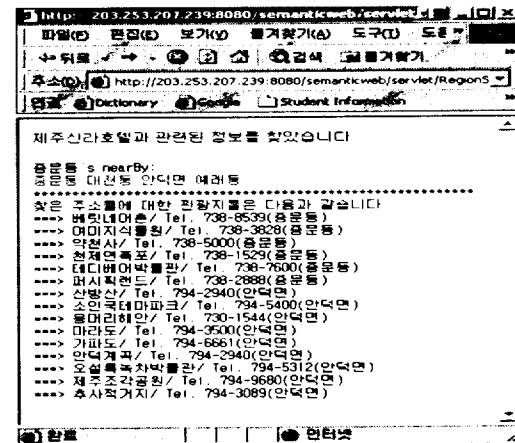 http: 203.253.207.239:8080/semanticweb/servlet
파일(F) 편집(E) 보기(V) 즐겨찾기(A) 도구(T)
뒤로 검색 즐겨찾기
주소(D) http://203.253.207.239:8080/semanticweb/servlet/RegionS
연결 Dictionary Google Student Information
제주신라호텔과 관련된 정보를 찾았습니다
중문동's nearBy:
중문동 대천동 안덕면 예래동
찾은 주소들에 대한 관광지들은 다음과 같습니다
---> 베릿내어촌/ Tel. 738-8539(중문동)
---> 여미지식물원/ Tel. 738-3828(중문동)
---> 약천사/ Tel. 738-5000(중문동)
---> 천제연폭포/ Tel. 738-1529(중문동)
---> 테디베어박물관/ Tel. 738-7600(중문동)
---> 퍼시픽랜드/ Tel. 738-2888(중문동)
---> 산방산/ Tel. 794-2940(안덕면)
---> 소인국테마파크/ Tel. 794-5400(안덕면)
---> 용머리해안/ Tel. 730-1544(안덕면)
---> 마라도/ Tel. 794-3500(안덕면)
---> 가파도/ Tel. 794-6661(안덕면)
---> 안덕계곡/ Tel. 794-2940(안덕면)
---> 오설록녹차박물관/ Tel. 794-5312(안덕면)
---> 제주조각공원/ Tel. 794-9680(안덕면)
---> 추사적거지/ Tel. 794-3089(안덕면)
완료 인터넷